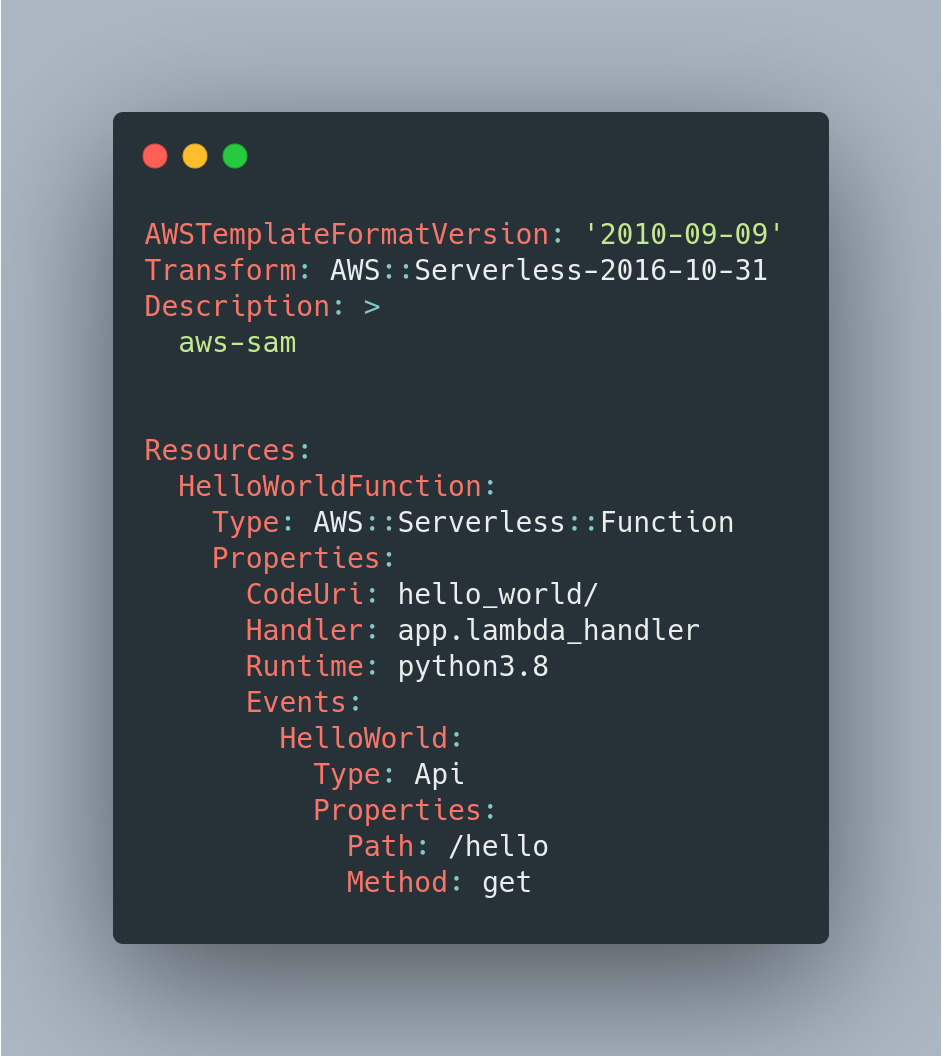 AWSTemplateFormatVersion: '2010-09-09'
Transform: AWS::Serverless-2016-10-31
Description: >
  aws-sam


Resources:
  HelloWorldFunction:
    Type: AWS::Serverless::Function
    Properties:
      CodeUri: hello_world/
      Handler: app.lambda_handler
      Runtime: python3.8
      Events:
        HelloWorld:
          Type: Api
          Properties:
            Path: /hello
            Method: get